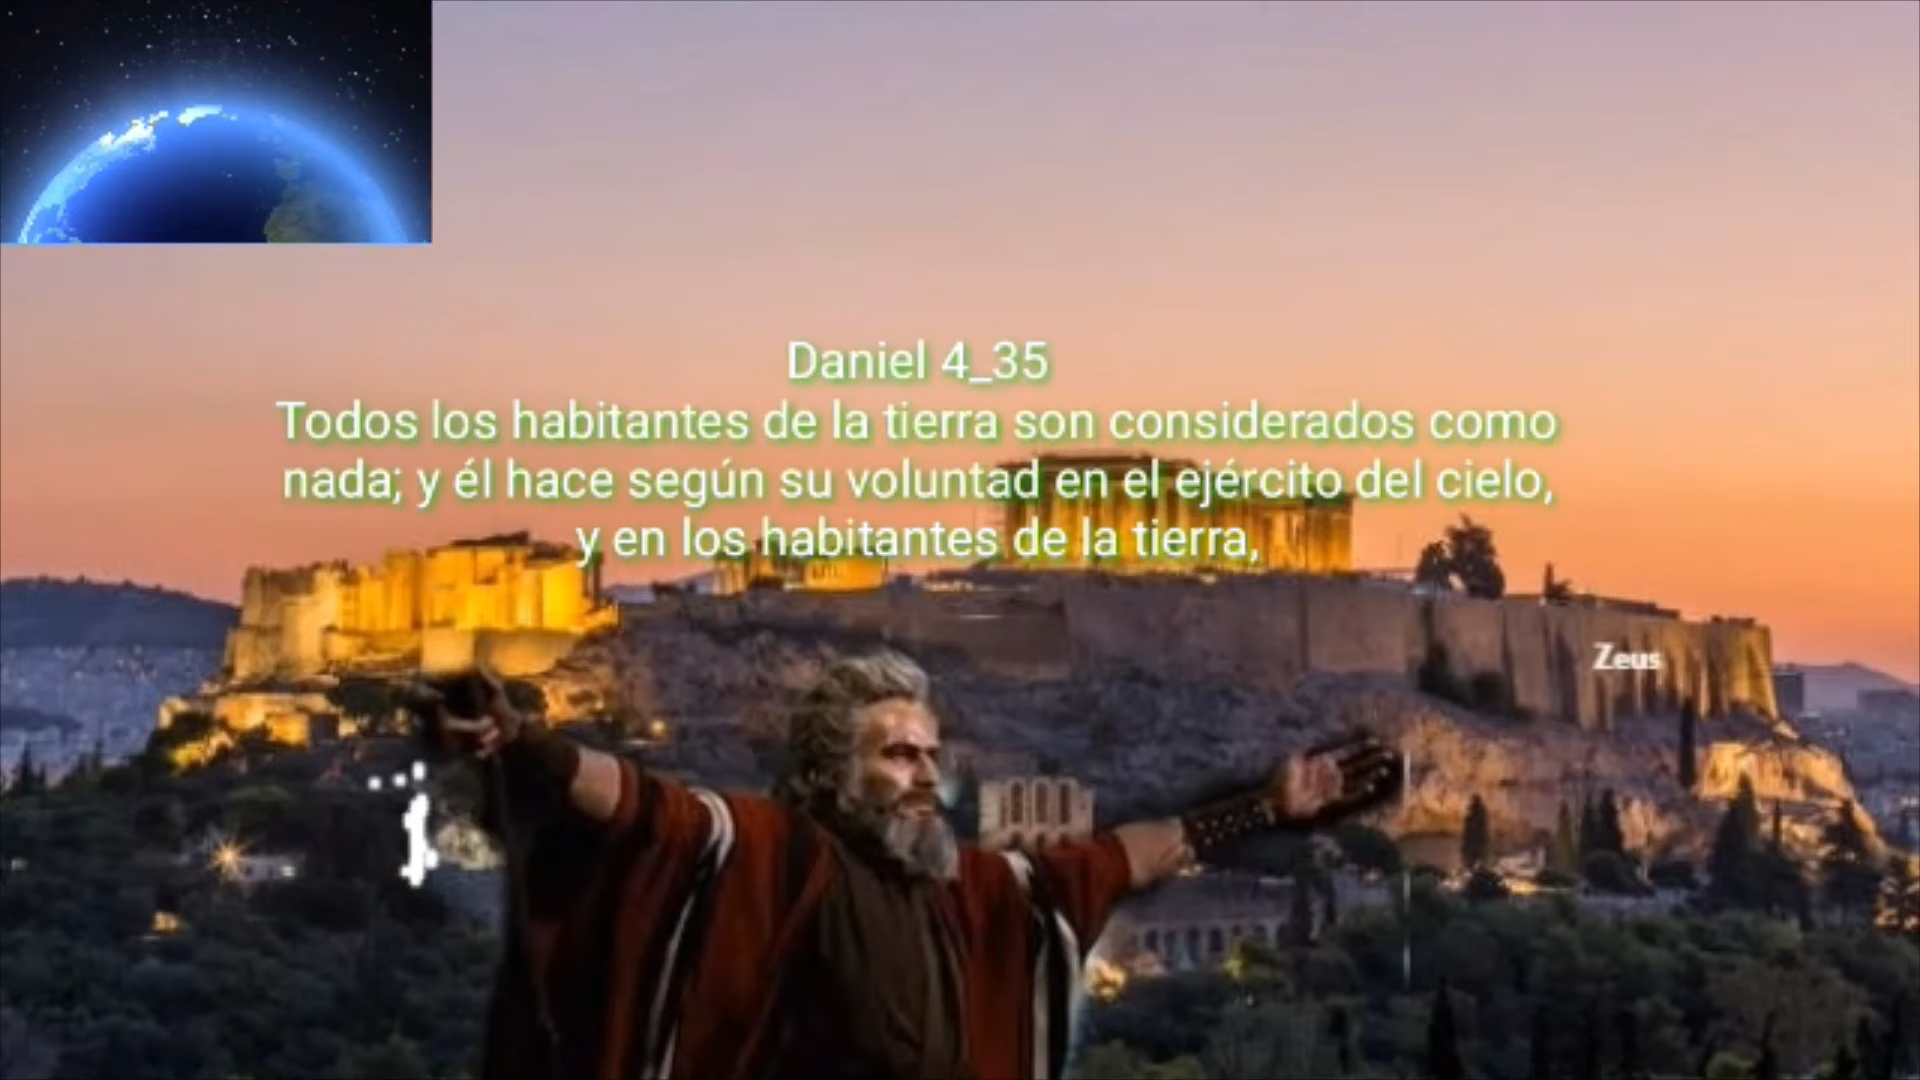 Daniel 4_35
Todos los habitantes de la tierra son considerados como
nada; y él hace según su voluntad en el ejército del cielo,
y en los habitantes de la tierra,
Zeus